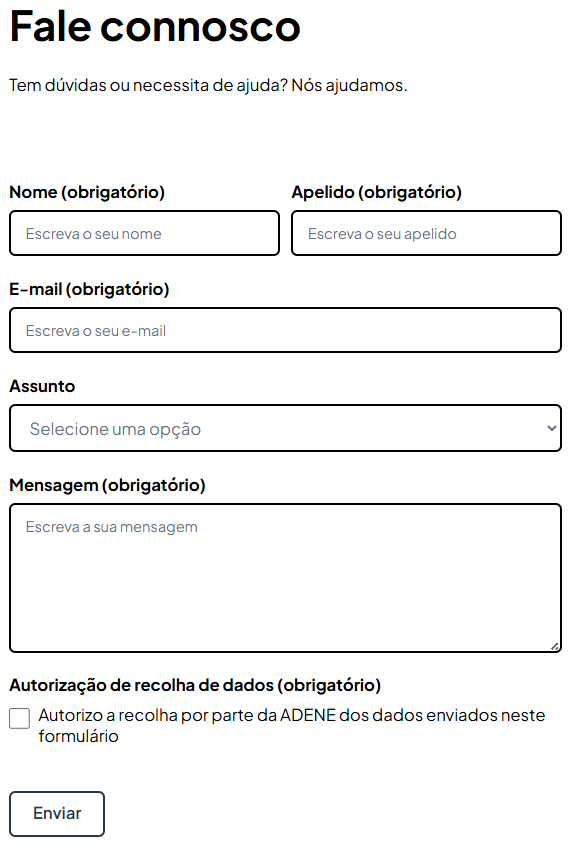 Fale connosco
Tem dúvidas ou necessita de ajuda? Nós ajudamos.
Nome (obrigatório)
Apelido (obrigatório)
Escreva o seu nome
Escreva o seu apelido
E-mail (obrigatório)
Escreva o seu e-mail
Assunto
Selecione uma opção
Mensagem (obrigatório)
Escreva a sua mensagem
Autorização de recolha de dados (obrigatório)
Autorizo a recolha por parte da ADENE dos dados enviados neste
formulário
Enviar